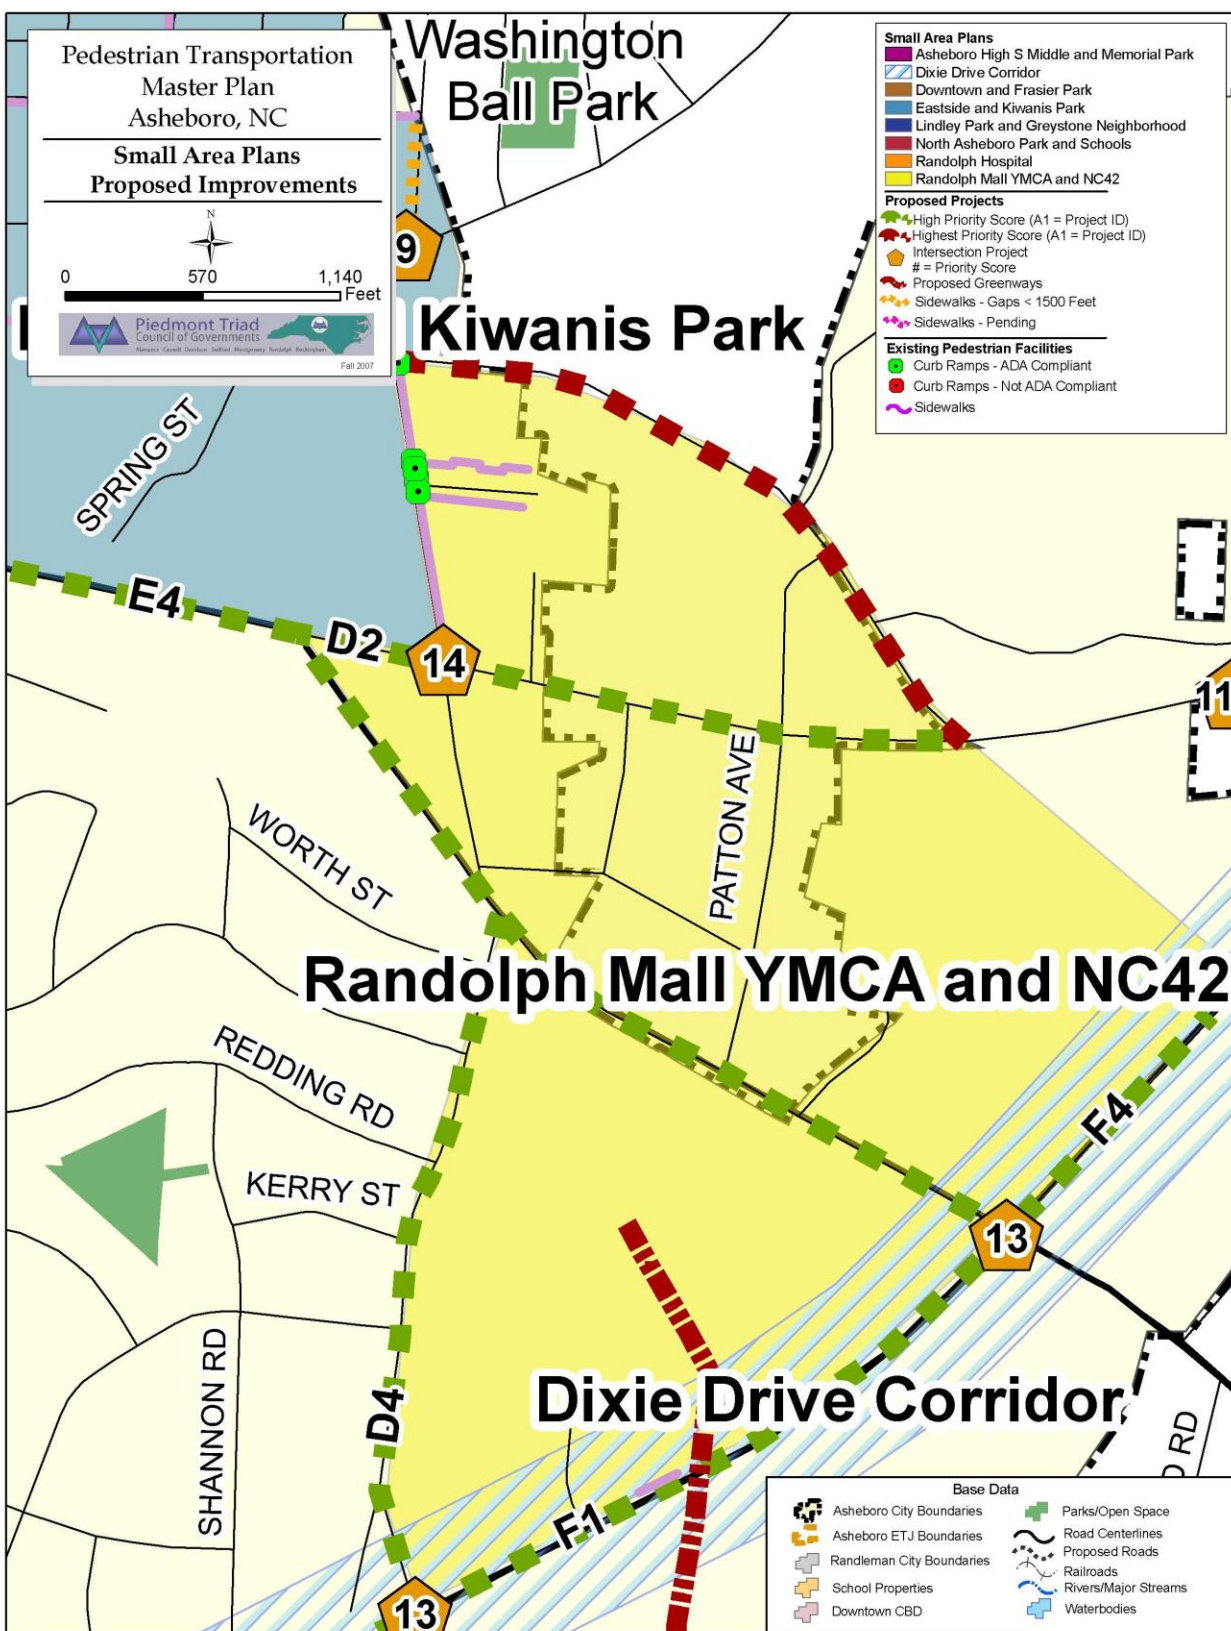 Pedestrian Transportation
Master Plan
Asheboro, NC
Small Area Plans
Proposed Improvements
N
0 570 1,140
Feet
Piedmont Triad
Council of Governments
Fall 2007
Washington
Ball Park
Small Area Plans
Asheboro High S Middle and Memorial Park
Dixie Drive Corridor
Downtown and Frasier Park
Eastside and Kiwanis Park
Lindley Park and Greystone Neighborhood
North Asheboro Park and Schools
Randolph Hospital
Randolph Mall YMCA and NC42
Proposed Projects
High Priority Score (A1 = Project ID)
Highest Priority Score (A1 = Project ID)
Intersection Project
# = Priority Score
Proposed Greenways
Sidewalks - Gaps < 1500 Feet
Sidewalks - Pending
Existing Pedestrian Facilities
Curb Ramps - ADA Compliant
Curb Ramps - Not ADA Compliant
Sidewalks
9
Kiwanis Park
SPRING ST
E4
D2
14
11
PATTON AVE
WORTH ST
Randolph Mall YMCA and NC42
REDDING RD
KERRY ST
F4
13
SHANNON RD
D4
Dixie Drive Corridor
D RD
F1
13
Base Data
Asheboro City Boundaries
Asheboro ETJ Boundaries
Randleman City Boundaries
School Properties
Downtown CBD
Parks/Open Space
Road Centerlines
Proposed Roads
Railroads
Rivers/Major Streams
Waterbodies